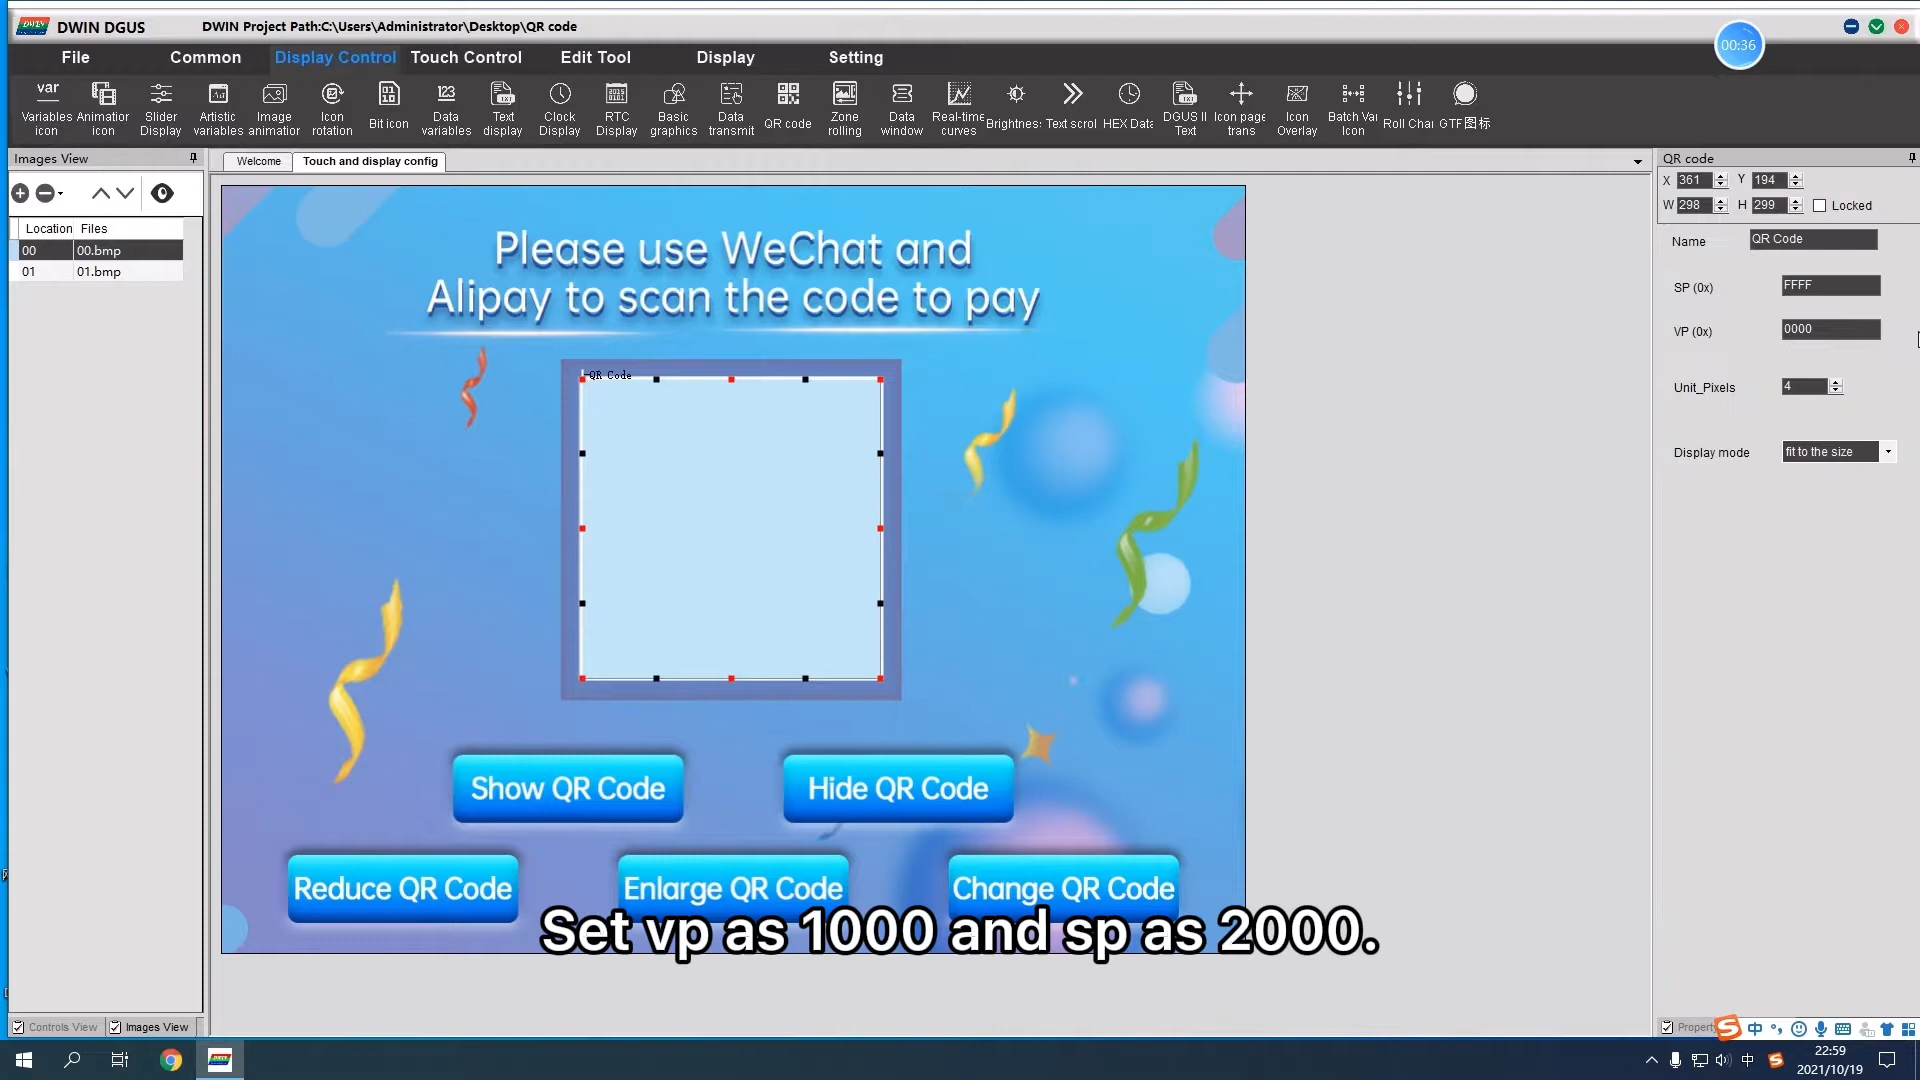 DWIN DGUS
DWIN Project Path:C:\Users\Administrator\Desktop\QR code
00:36
File Common Display Control Touch Control Edit Tool Display Setting
Variables icon
Animation icon
Slider Display
Artistic variables
Image animation
Icon rotation
Bit icon
Data variables
Text display
Clock Display
RTC Display
Basic graphics
Data transmit
QR code
Zone rolling
Data window
Real-time curves
Brightnes
Text scrol
HEX Data
DGUS II Text
Icon page trans
Icon Overlay
Batch Var Icon
Roll Char
GTF图标
Images View
Welcome
Touch and display config
QR code
Location Files
00 00.bmp
01 01.bmp
X 361 Y 194
W 298 H 299 Locked
Name QR Code
SP (0x) FFFF
VP (0x) 0000
Unit_Pixels 4
Display mode fit to the size
Please use WeChat and
Alipay to scan the code to pay
QR Code
Show QR Code
Hide QR Code
Reduce QR Code
Enlarge QR Code
Change QR Code
Set vp as 1000 and sp as 2000.
Controls View
Images View
Property
中
中
22:59
2021/10/19